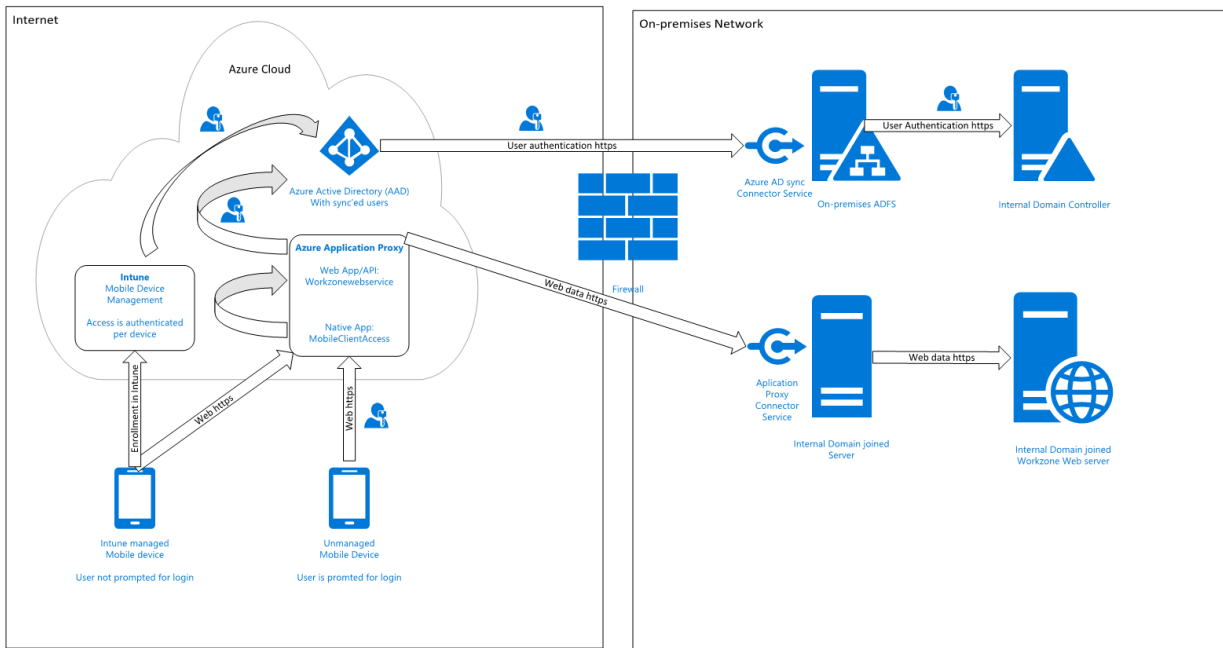 Internet
On-premises Network
Azure Cloud
User authentication https
User Authentication https
Azure Active Directory (AAD)
With sync'ed users
Azure AD sync
Connector Service
On-premises ADFS
Internal Domain Controller
Azure Application Proxy
Web App/API:
Workzonewebservice
Native App:
MobileClientAccess
Intune
Mobile Device
Management
Access is authenticated
per device
Firewall
Web data https
Web data https
Aplication
Proxy
Connector
Service
Internal Domain joined
Server
Internal Domain joined
Workzone Web server
Enrollment in Intune
Web https
Web https
Intune managed
Mobile device
User not prompted for login
Unmanaged
Mobile Device
User is promted for login